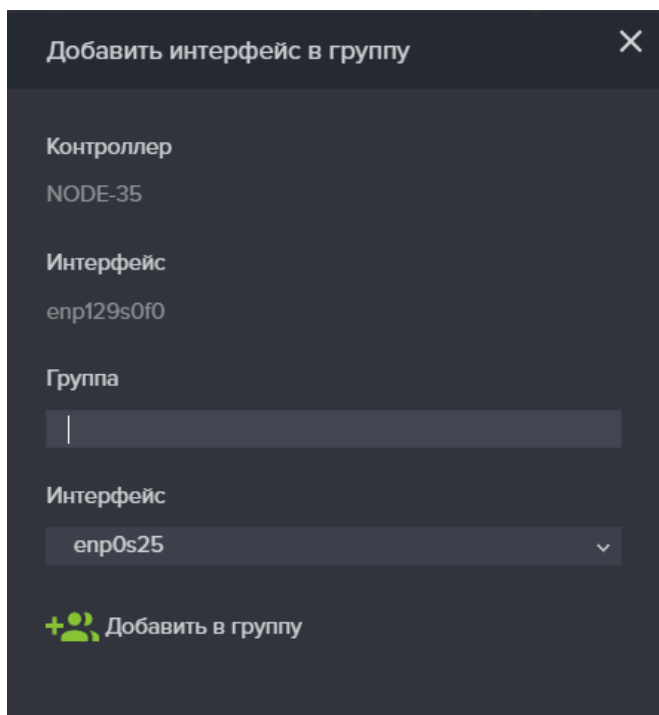 Добавить интерфейс в группу
Контроллер
NODE-35
Интерфейс
enp129s0f0
Группа
Интерфейс
enp0s25
Добавить в группу